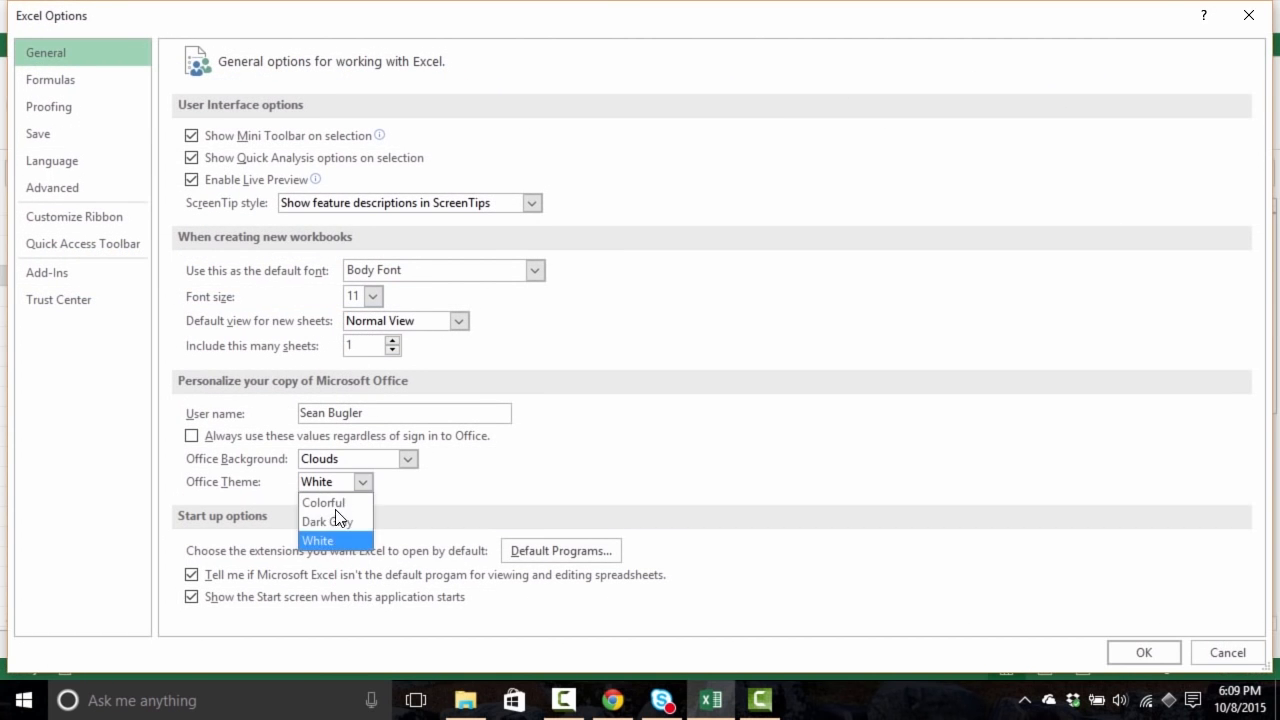 Excel Options
?
General
Formulas
Proofing
Save
Language
Advanced
Customize Ribbon
Quick Access Toolbar
Add-Ins
Trust Center
General options for working with Excel.
User Interface options
Show Mini Toolbar on selection
Show Quick Analysis options on selection
Enable Live Preview
ScreenTip style: Show feature descriptions in ScreenTips
When creating new workbooks
Use this as the default font: Body Font
Font size: 11
Default view for new sheets: Normal View
Include this many sheets: 1
Personalize your copy of Microsoft Office
User name: Sean Bugler
Always use these values regardless of sign in to Office.
Office Background: Clouds
Office Theme: White
Colorful
Dark Gray
White
Start up options
Choose the extensions you want Excel to open by default: Default Programs...
Tell me if Microsoft Excel isn't the default progam for viewing and editing spreadsheets.
Show the Start screen when this application starts
OK
Cancel
Ask me anything
6:09 PM
10/8/2015